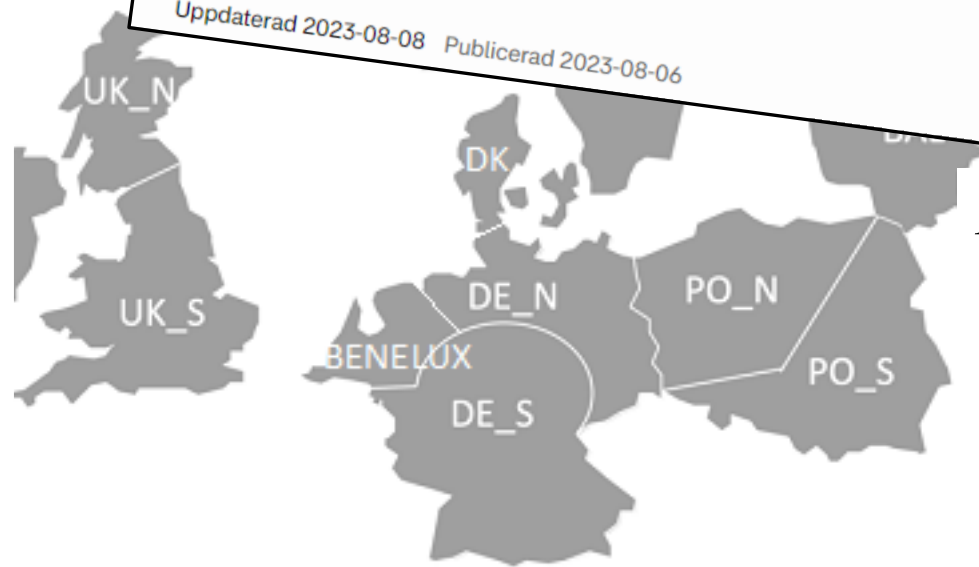 Uppdaterad 2023-08-08 Publicerad 2023-08-06
UK_N
DK
UK_S
DE_N
PO_N
BENELUX
PO_S
DE_S